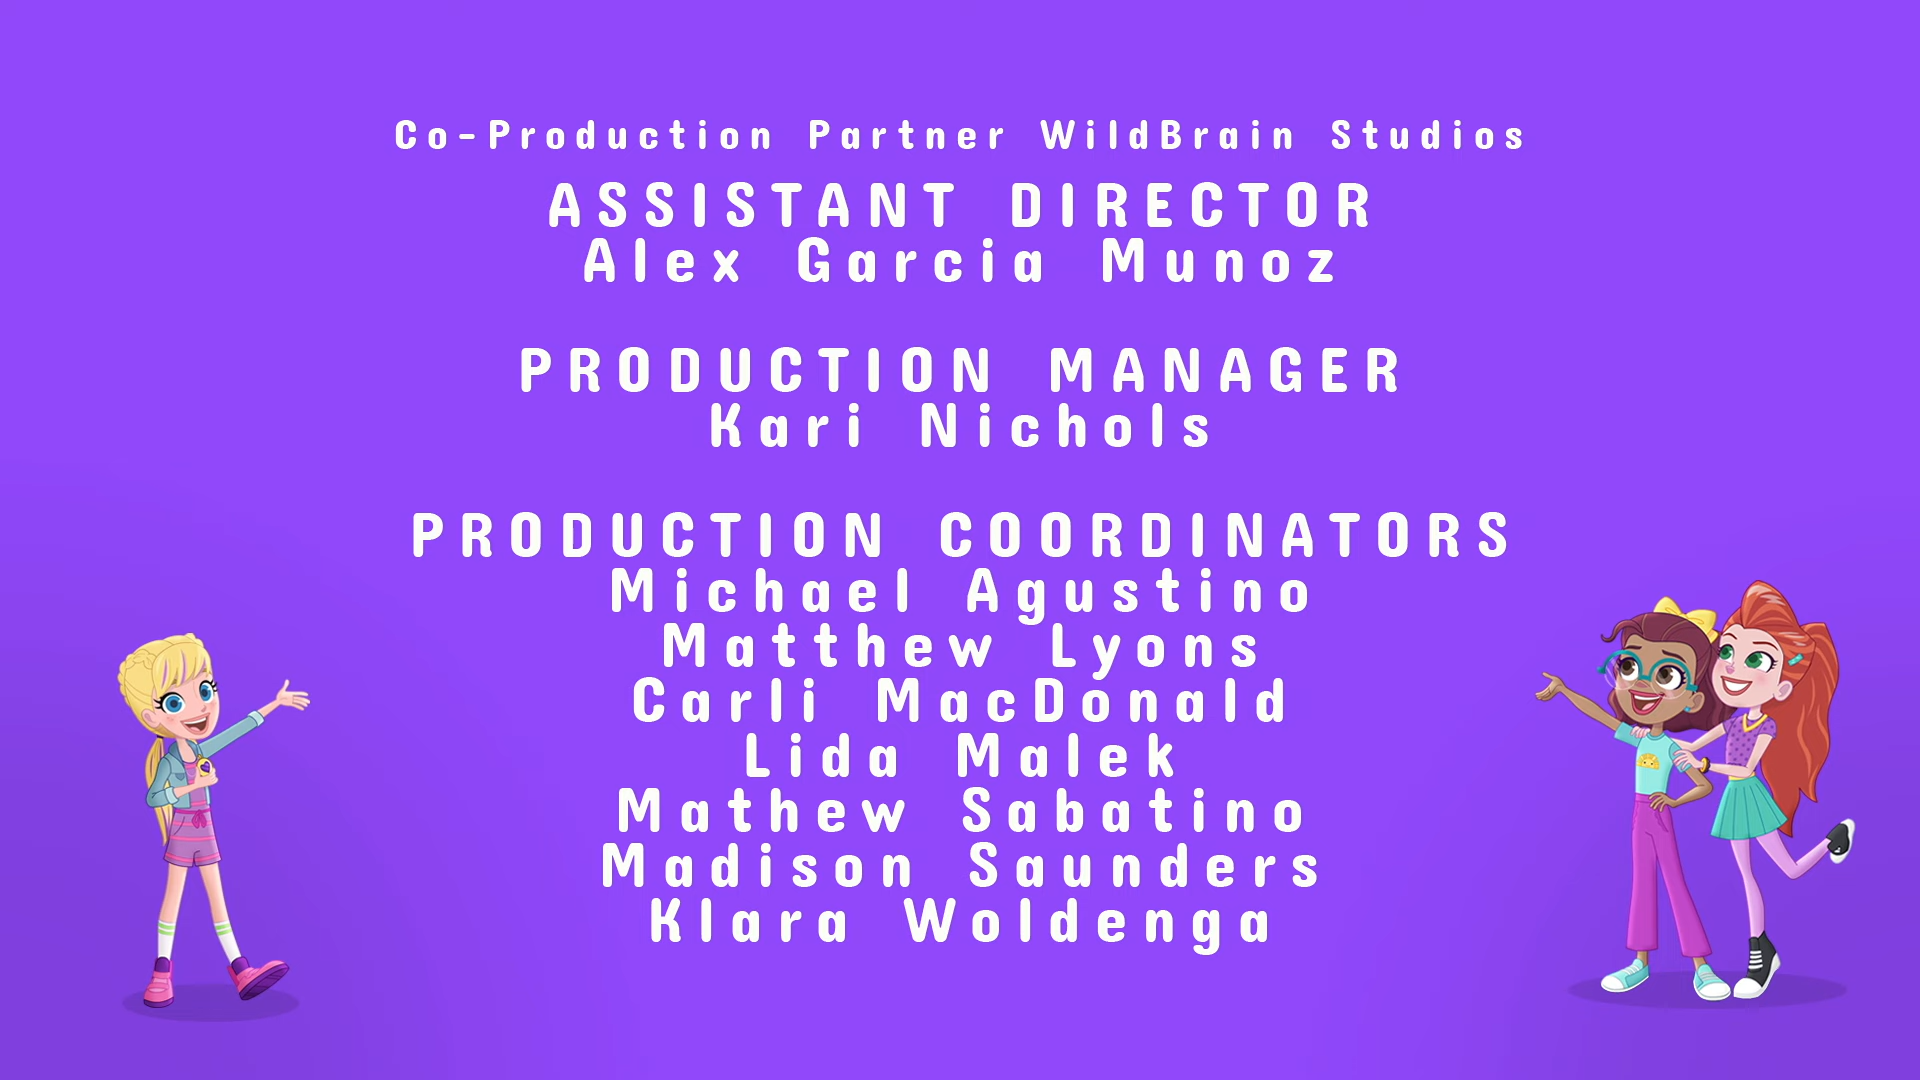 Co-Production Partner WildBrain Studios
ASSISTANT DIRECTOR
Alex Garcia Munoz
PRODUCTION MANAGER
Kari Nichols
PRODUCTION COORDINATORS
Michael Agustino
Matthew Lyons
Carli MacDonald
Lida Malek
Mathew Sabatino
Madison Saunders
Klara Woldenga